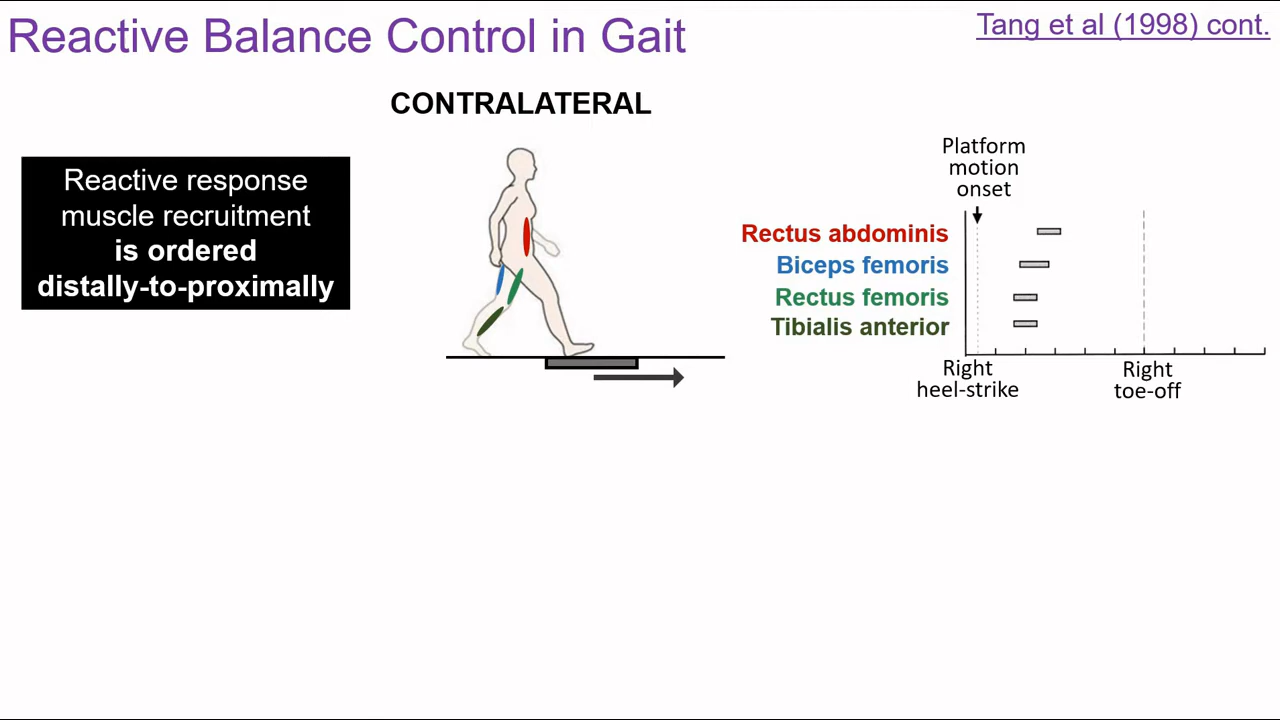 Reactive Balance Control in Gait
Tang et al (1998) cont.
CONTRALATERAL
Reactive response
muscle recruitment
is ordered
distally-to-proximally
Platform
motion
onset
Rectus abdominis
Biceps femoris
Rectus femoris
Tibialis anterior
Right
heel-strike
Right
toe-off